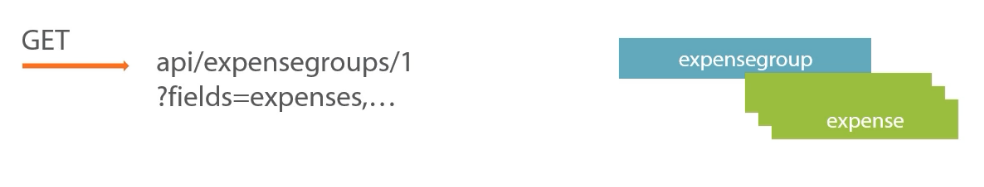 GET
api/expensegroups/1
?fields=expenses,…
expensegroup
expense